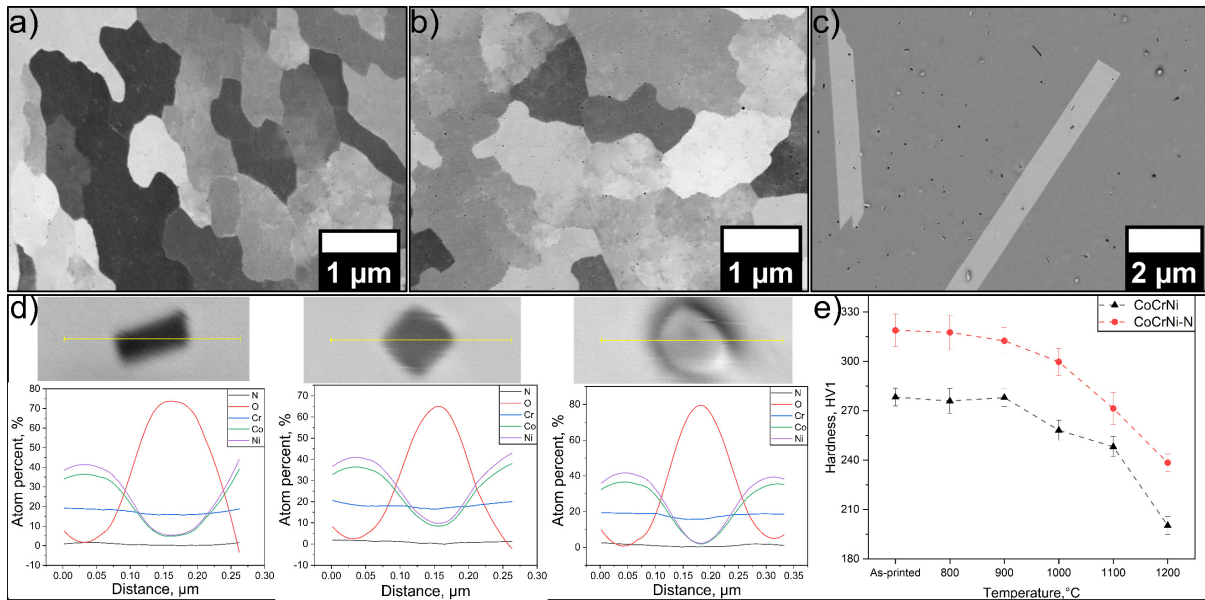 a)
b)
c)
1 µm
1 µm
2 µm
d)
80
70
60
50
40
30
20
10
0
-10
Atom percent, %
N
O
Cr
Co
Ni
0.00 0.05 0.10 0.15 0.20 0.25 0.30
Distance, µm
80
70
60
50
40
30
20
10
0
-10
Atom percent, %
N
O
Cr
Co
Ni
0.00 0.05 0.10 0.15 0.20 0.25 0.30
Distance, µm
80
60
40
20
0
Atom percent, %
N
O
Cr
Co
Ni
0.00 0.05 0.10 0.15 0.20 0.25 0.30 0.35
Distance, µm
e)
CoCrNi
CoCrNi-N
330
300
270
240
210
180
Hardness, HV1
As-printed 800 900 1000 1100 1200
Temperature,°C